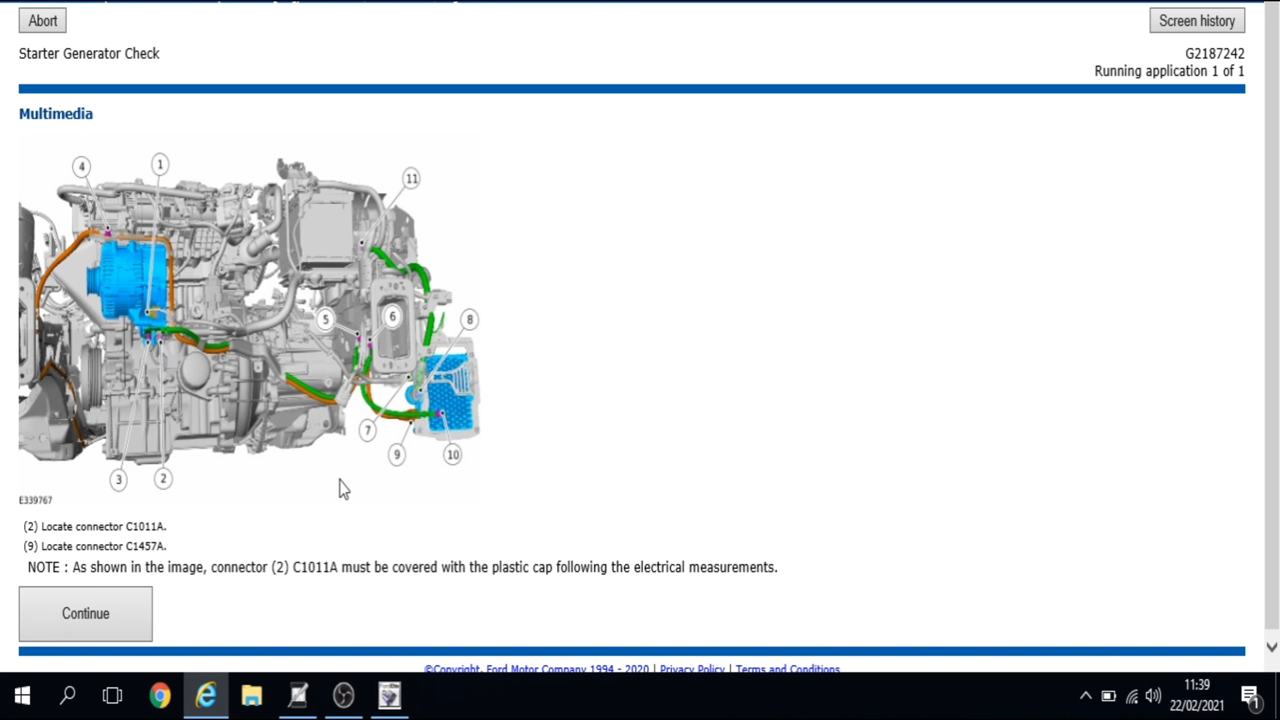 Abort
Screen history
Starter Generator Check
G2187242
Running application 1 of 1
Multimedia
4
1
11
5
6
8
7
9
10
3
2
E339767
(2) Locate connector C1011A.
(9) Locate connector C1457A.
NOTE : As shown in the image, connector (2) C1011A must be covered with the plastic cap following the electrical measurements.
Continue
©Copyright, Ford Motor Company 1994 - 2020 | Privacy Policy | Terms and Conditions
11:39
22/02/2021
1